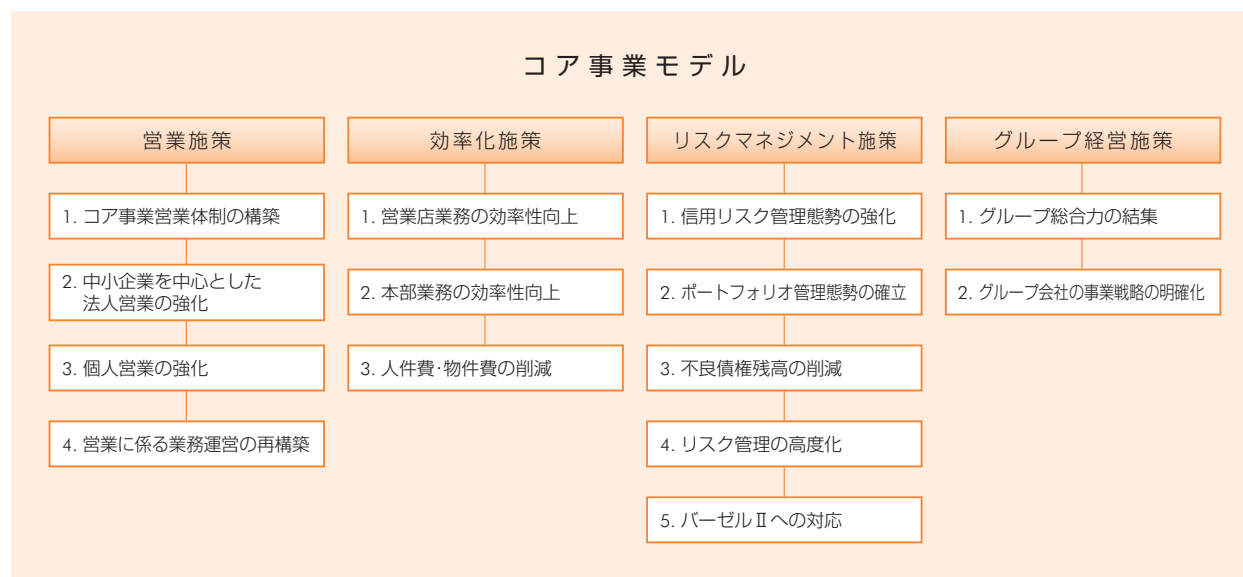 コア事業モデル
営業施策
1. コア事業営業体制の構築
2. 中小企業を中心とした
法人営業の強化
3. 個人営業の強化
4. 営業に係る業務運営の再構築
効率化施策
1. 営業店業務の効率性向上
2. 本部業務の効率性向上
3. 人件費・物件費の削減
リスクマネジメント施策
1. 信用リスク管理態勢の強化
2. ポートフォリオ管理態勢の確立
3. 不良債権残高の削減
4. リスク管理の高度化
5. バーゼルⅡへの対応
グループ経営施策
1. グループ総合力の結集
2. グループ会社の事業戦略の明確化